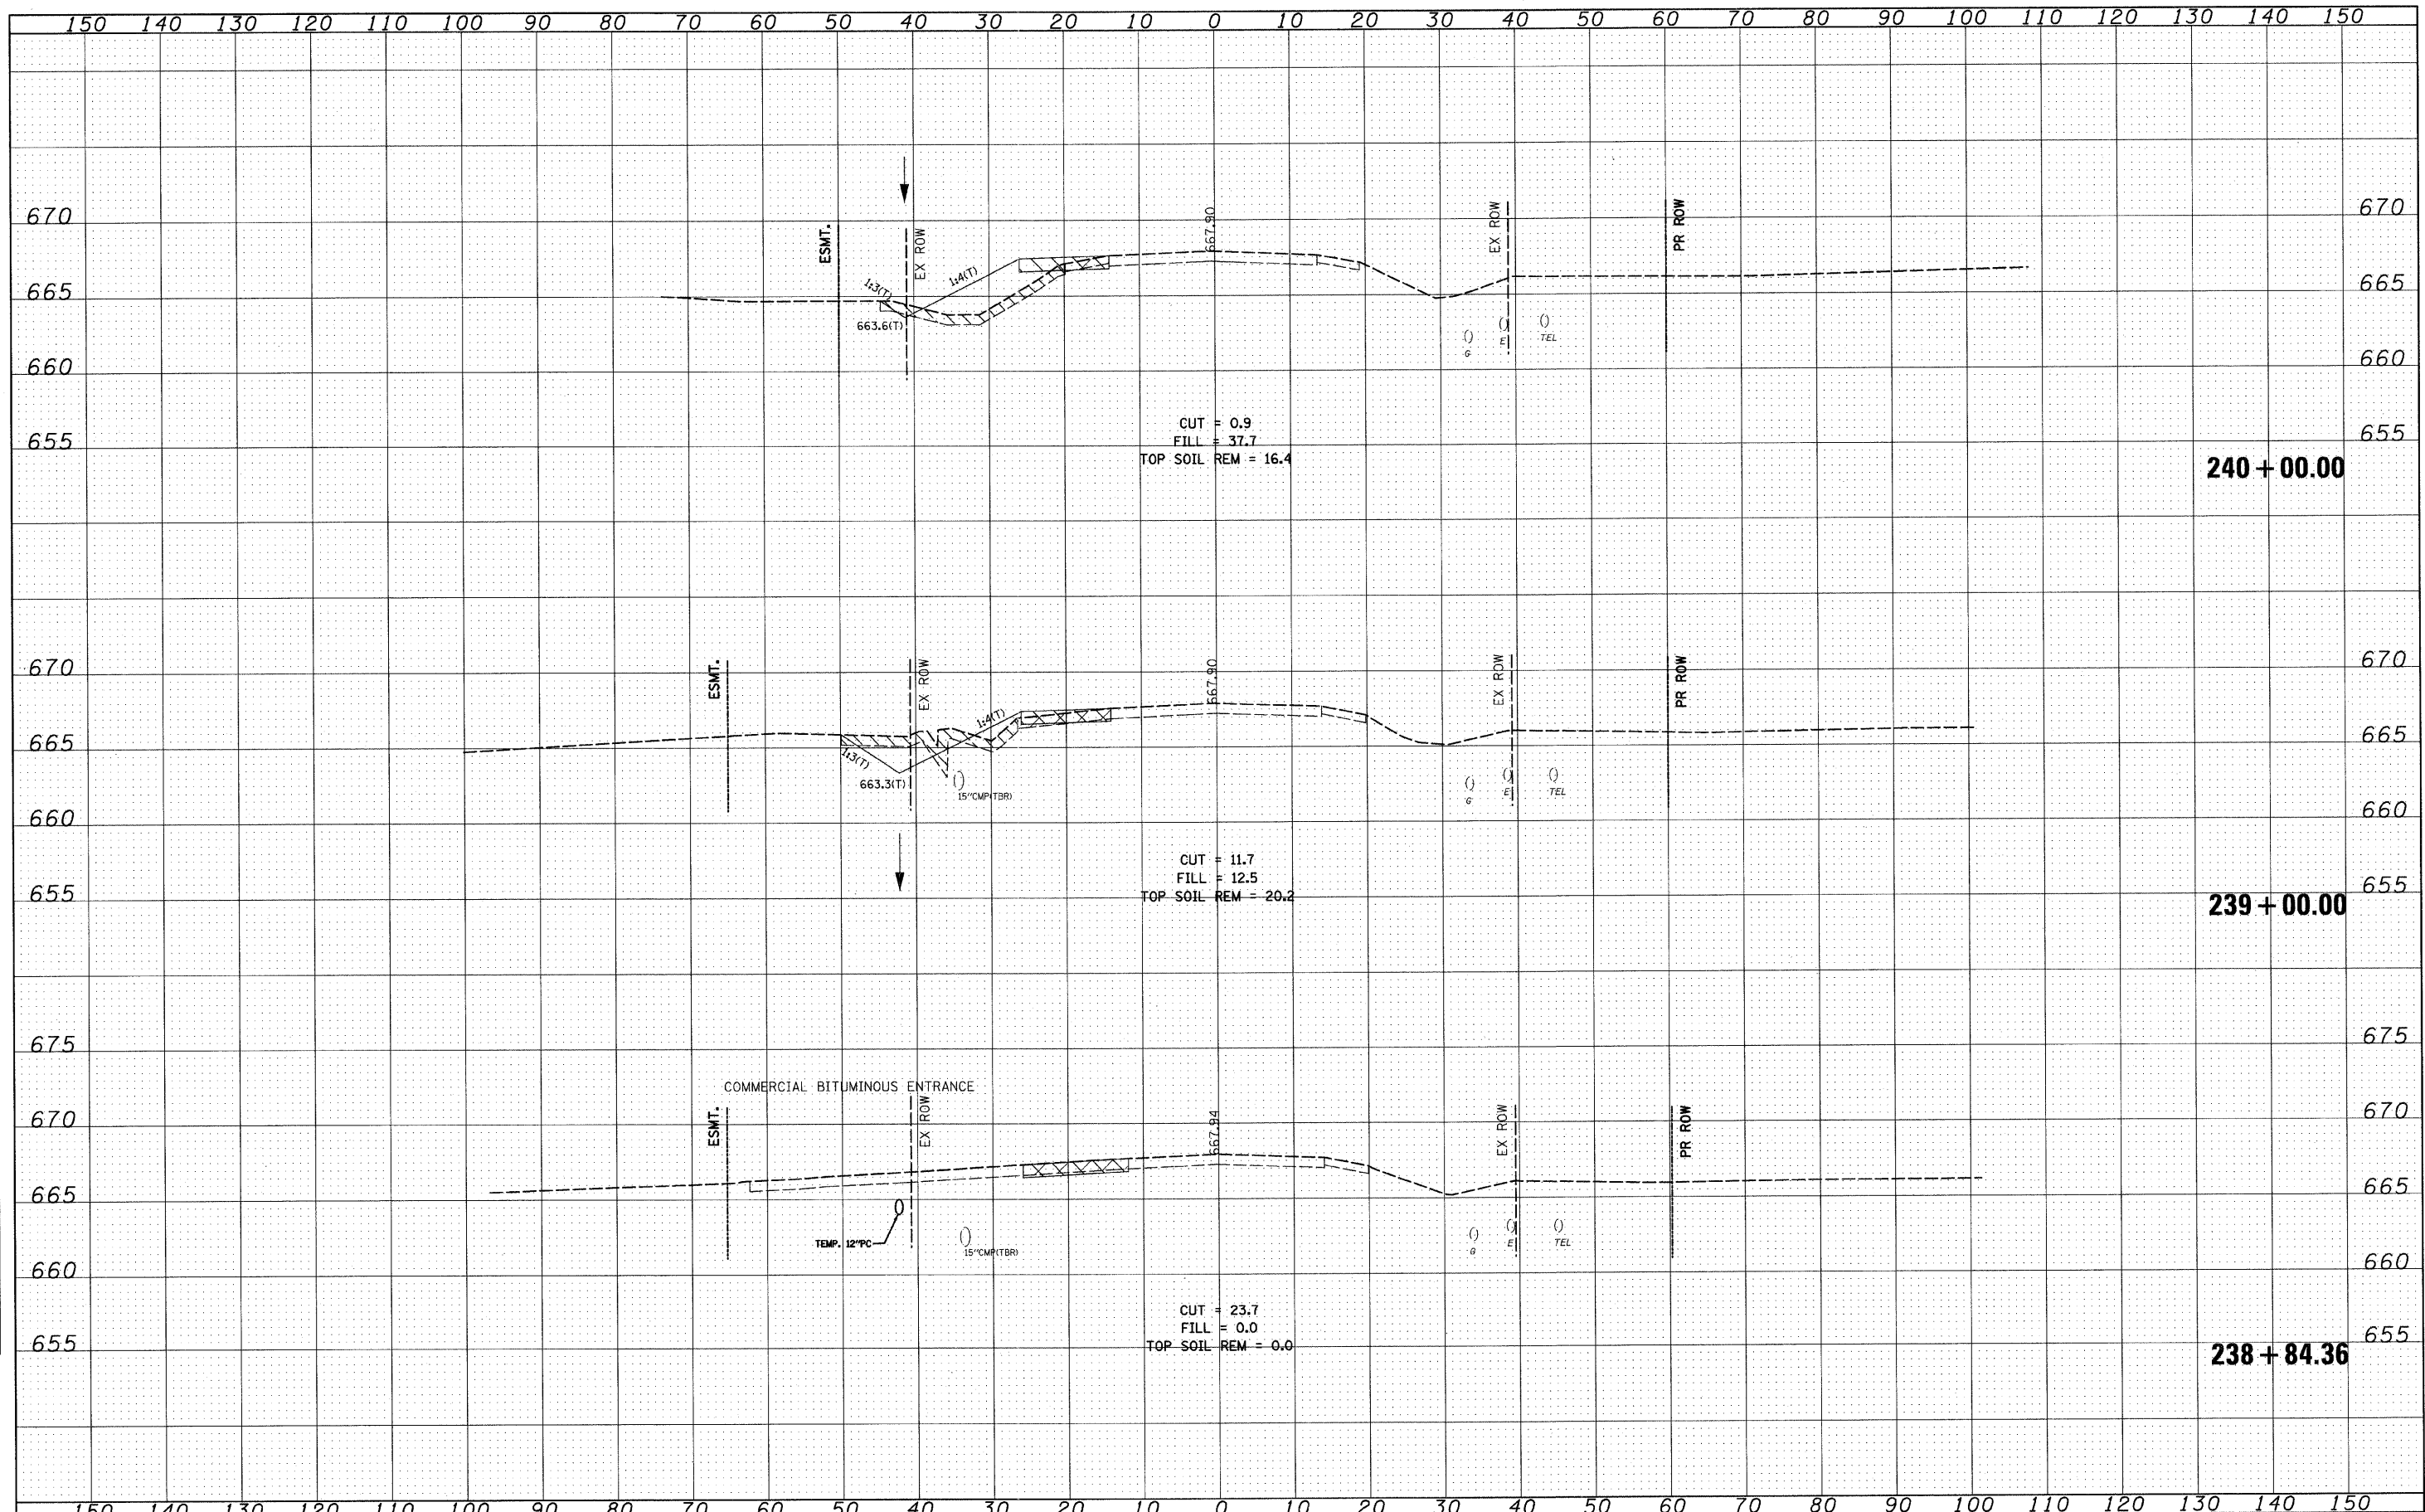 150 140 130 120 110 100 90 80 70 60 50 40 30 20 10 0 10 20 30 40 50 60 70 80 90 100 110 120 130 140 150
670 ESMT. EX ROW 667.90 EX ROW PR ROW 670
1:3(T) 1:4(T)
665 665
663.6(T)
G E TEL
660 660
CUT = 0.9
FILL = 37.7
655 655
TOP SOIL REM = 16.4
240+00.00
670 ESMT. EX ROW 667.90 EX ROW PR ROW 670
1:4(T)
665 665
1:3(T)
663.3(T) 15"CMP(TBR) G E TEL
660 660
CUT = 11.7
FILL = 12.5
655 TOP SOIL REM = 20.2 655
239+00.00
675 675
COMMERCIAL BITUMINOUS ENTRANCE
670 ESMT. EX ROW 667.94 EX ROW PR ROW 670
665 665
TEMP. 12"PC 15"CMP(TBR) G E TEL
660 660
CUT = 23.7
FILL = 0.0
655 TOP SOIL REM = 0.0 655
238+84.36
150 140 130 120 110 100 90 80 70 60 50 40 30 20 10 0 10 20 30 40 50 60 70 80 90 100 110 120 130 140 150